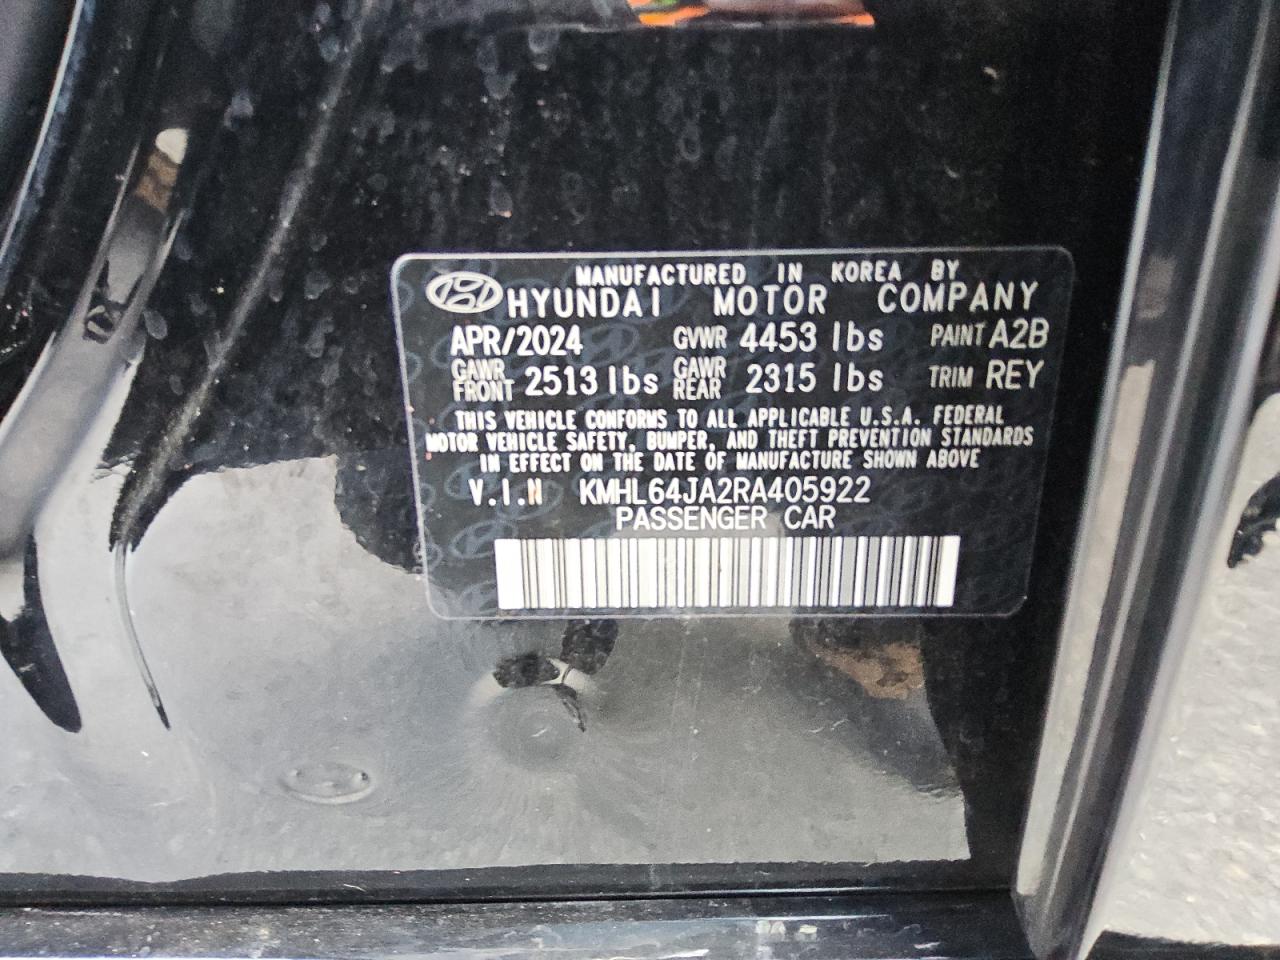 MANUFACTURED IN KOREA BY
HYUNDAI MOTOR COMPANY
APR/2024 GVWR 4453 lbs PAINT A2B
GAWR FRONT 2513 lbs GAWR REAR 2315 lbs TRIM REY
THIS VEHICLE CONFORMS TO ALL APPLICABLE U.S.A. FEDERAL
MOTOR VEHICLE SAFETY, BUMPER, AND THEFT PREVENTION STANDARDS
IN EFFECT ON THE DATE OF MANUFACTURE SHOWN ABOVE
V.I.N KMHL64JA2RA405922
PASSENGER CAR